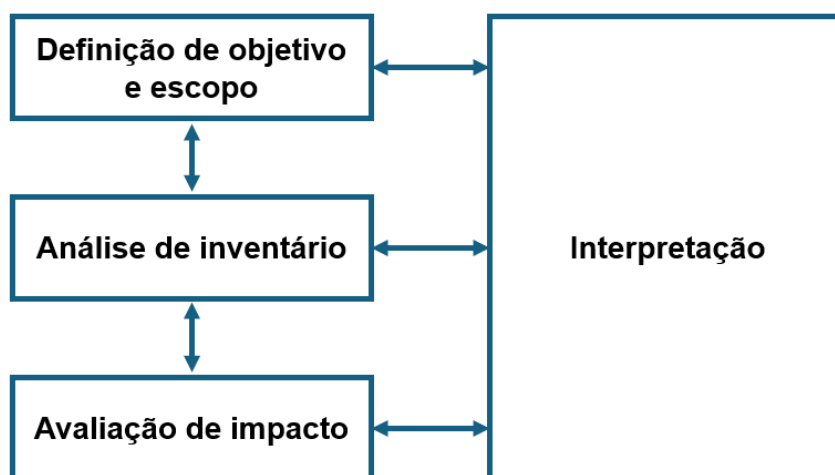 Definição de objetivo
e escopo
Análise de inventário
Interpretação
Avaliação de impacto